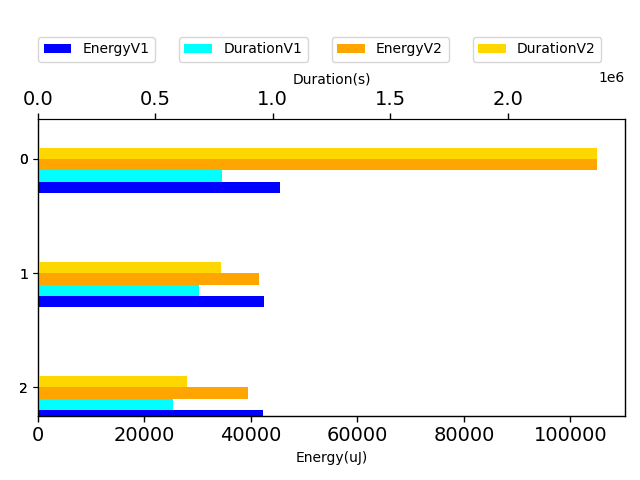 EnergyV1 DurationV1 EnergyV2 DurationV2
Duration(s)
1e6
0.0 0.5 1.0 1.5 2.0
0
1
2
0 20000 40000 60000 80000 100000
Energy(uJ)